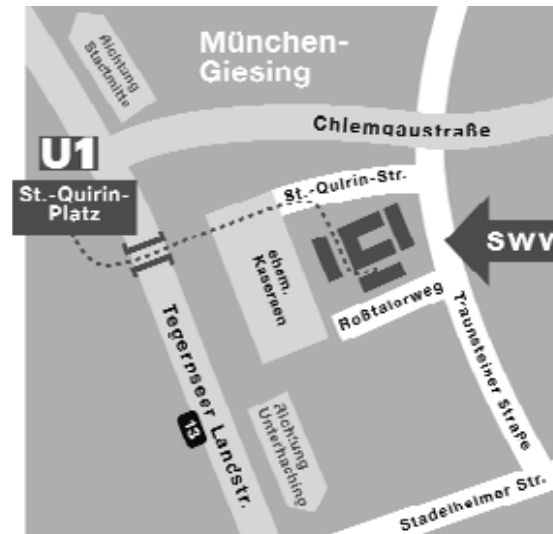 München-
Giesing
Richtung
Stadtmitte
Chiemgaustraße
U1
St.-Quirin-
Platz
St.-Quirin-Str.
SWW
ehem.
Kasernen
Roßtalerweg
Traunsteiner Straße
Tegernseer Landstr.
13
Richtung
Unterhaching
Stadelheimer Str.